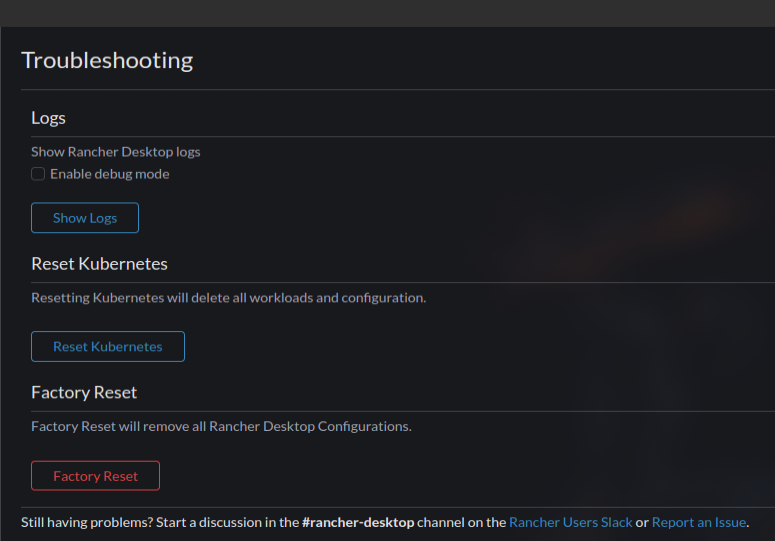 Troubleshooting
Logs
Show Rancher Desktop logs
Enable debug mode
Show Logs
Reset Kubernetes
Resetting Kubernetes will delete all workloads and configuration.
Reset Kubernetes
Factory Reset
Factory Reset will remove all Rancher Desktop Configurations.
Factory Reset
Still having problems? Start a discussion in the #rancher-desktop channel on the Rancher Users Slack or Report an Issue.